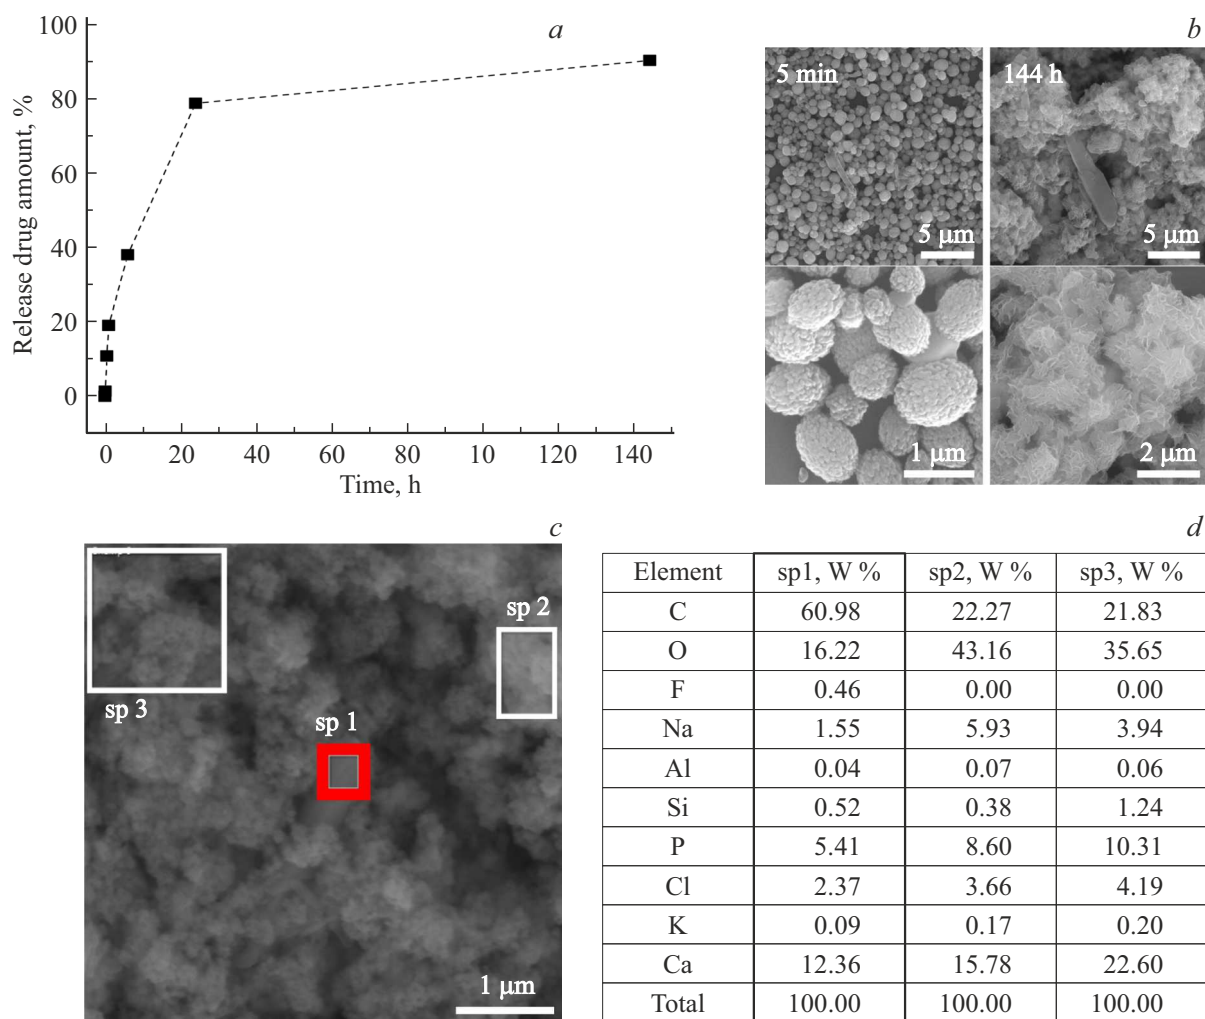 a
100
80
60
40
20
0
Release drug amount, %
0 20 40 60 80 100 120 140
Time, h
b
5 min
5 μm
144 h
5 μm
1 μm
2 μm
c
sp 3
sp 1
sp 2
1 μm
d
Element sp1, W % sp2, W % sp3, W %
C 60.98 22.27 21.83
O 16.22 43.16 35.65
F 0.46 0.00 0.00
Na 1.55 5.93 3.94
Al 0.04 0.07 0.06
Si 0.52 0.38 1.24
P 5.41 8.60 10.31
Cl 2.37 3.66 4.19
K 0.09 0.17 0.20
Ca 12.36 15.78 22.60
Total 100.00 100.00 100.00